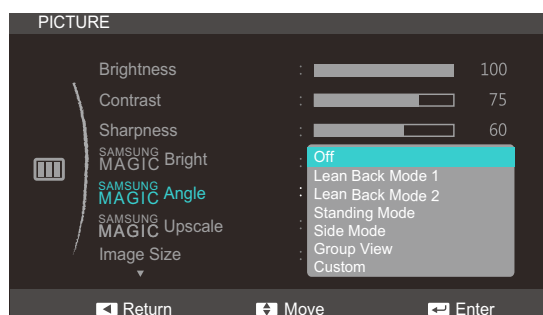 PICTURE
Brightness : 100
Contrast : 75
Sharpness : 60
SAMSUNG MAGIC Bright :
SAMSUNG MAGIC Angle :
SAMSUNG MAGIC Upscale :
Image Size :
Off
Lean Back Mode 1
Lean Back Mode 2
Standing Mode
Side Mode
Group View
Custom
Return Move Enter